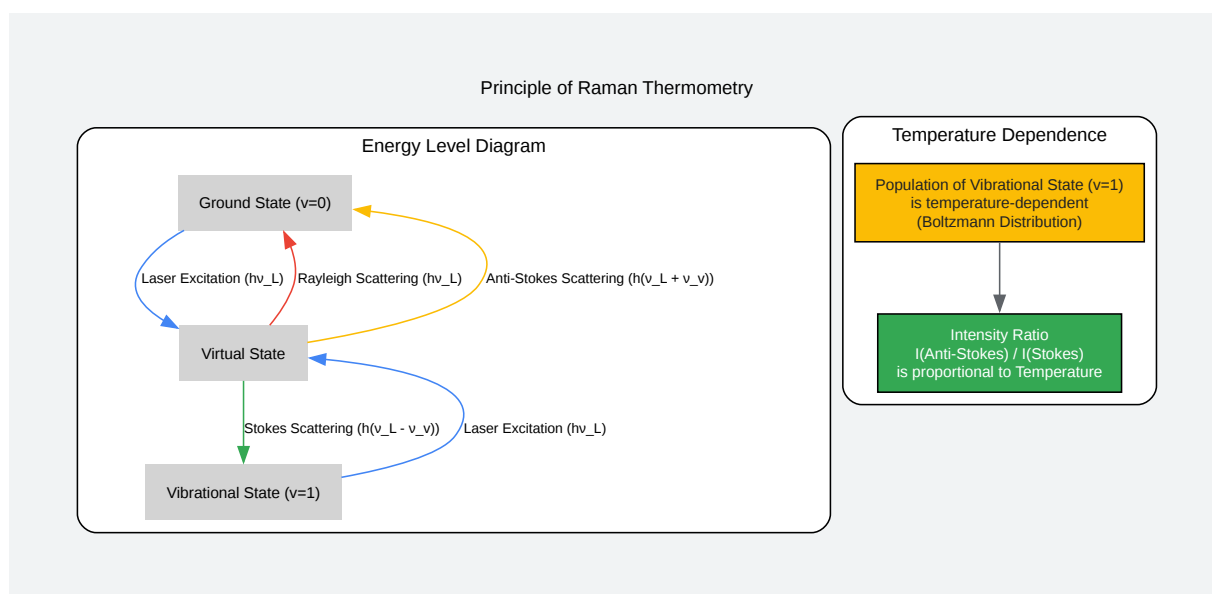 Principle of Raman Thermometry
Energy Level Diagram
Ground State (v=0)
Laser Excitation (hν_L)
Rayleigh Scattering (hν_L)
Anti-Stokes Scattering (h(ν_L + ν_v))
Virtual State
Stokes Scattering (h(ν_L - ν_v))
Laser Excitation (hν_L)
Vibrational State (v=1)
Temperature Dependence
Population of Vibrational State (v=1)
is temperature-dependent
(Boltzmann Distribution)
Intensity Ratio
I(Anti-Stokes) / I(Stokes)
is proportional to Temperature